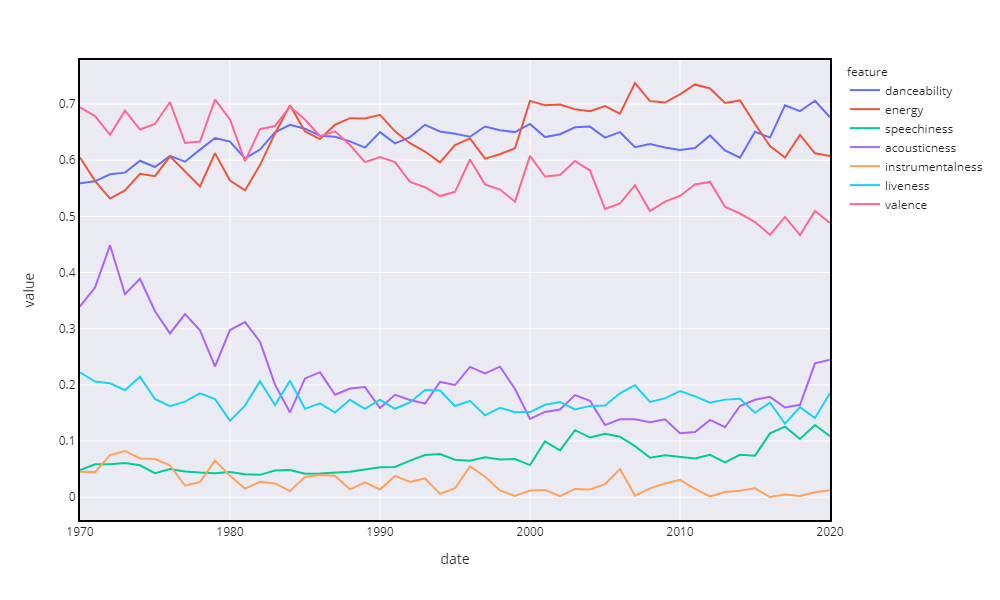 feature
danceability
energy
speechiness
acousticness
instrumentalness
liveness
valence
0.7
0.6
0.5
0.4
0.3
0.2
0.1
0
value
1970
1980
1990
2000
2010
2020
date